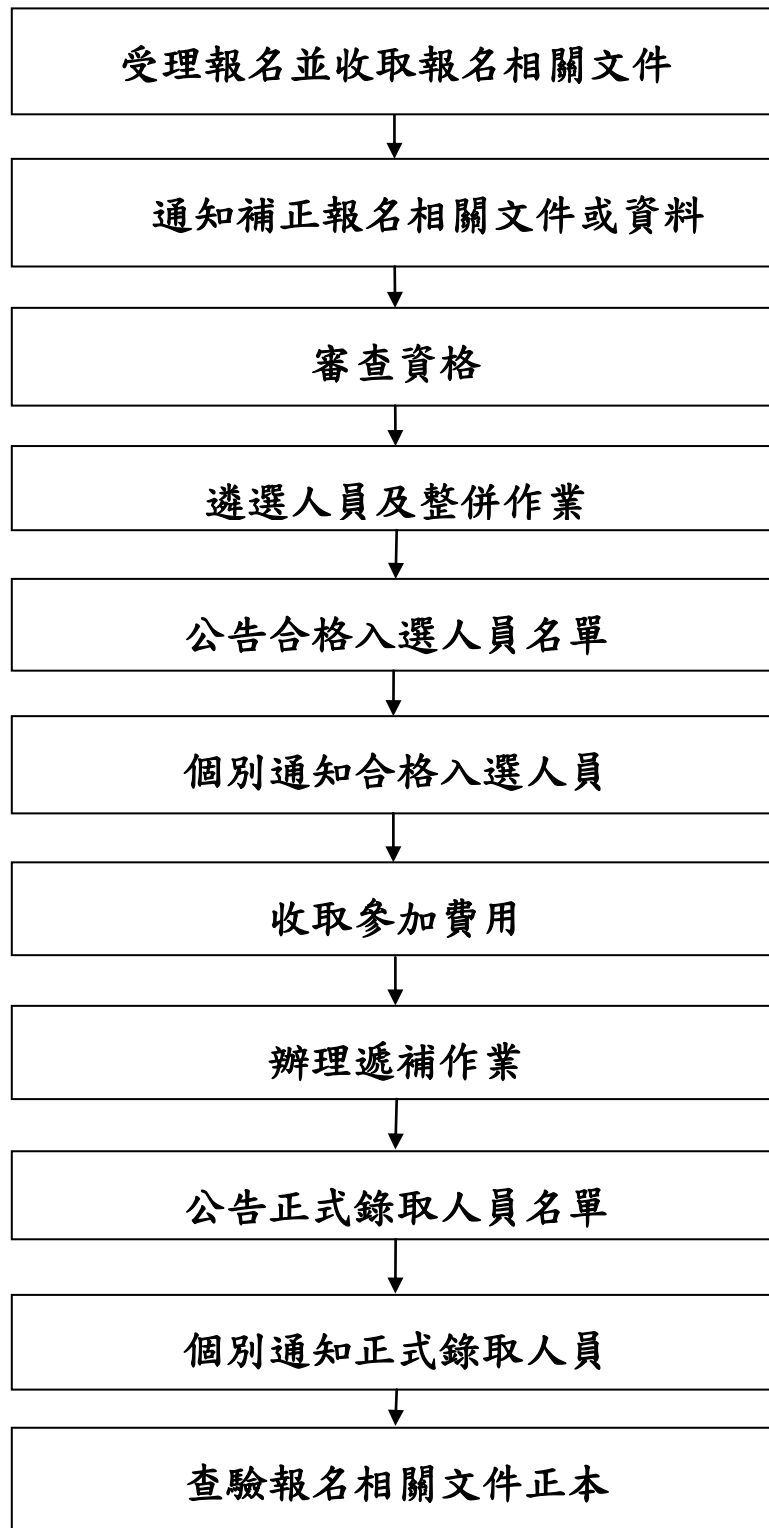 受理報名並收取報名相關文件
通知補正報名相關文件或資料
審查資格
遴選人員及整併作業
公告合格入選人員名單
個別通知合格入選人員
收取參加費用
辦理遞補作業
公告正式錄取人員名單
個別通知正式錄取人員
查驗報名相關文件正本